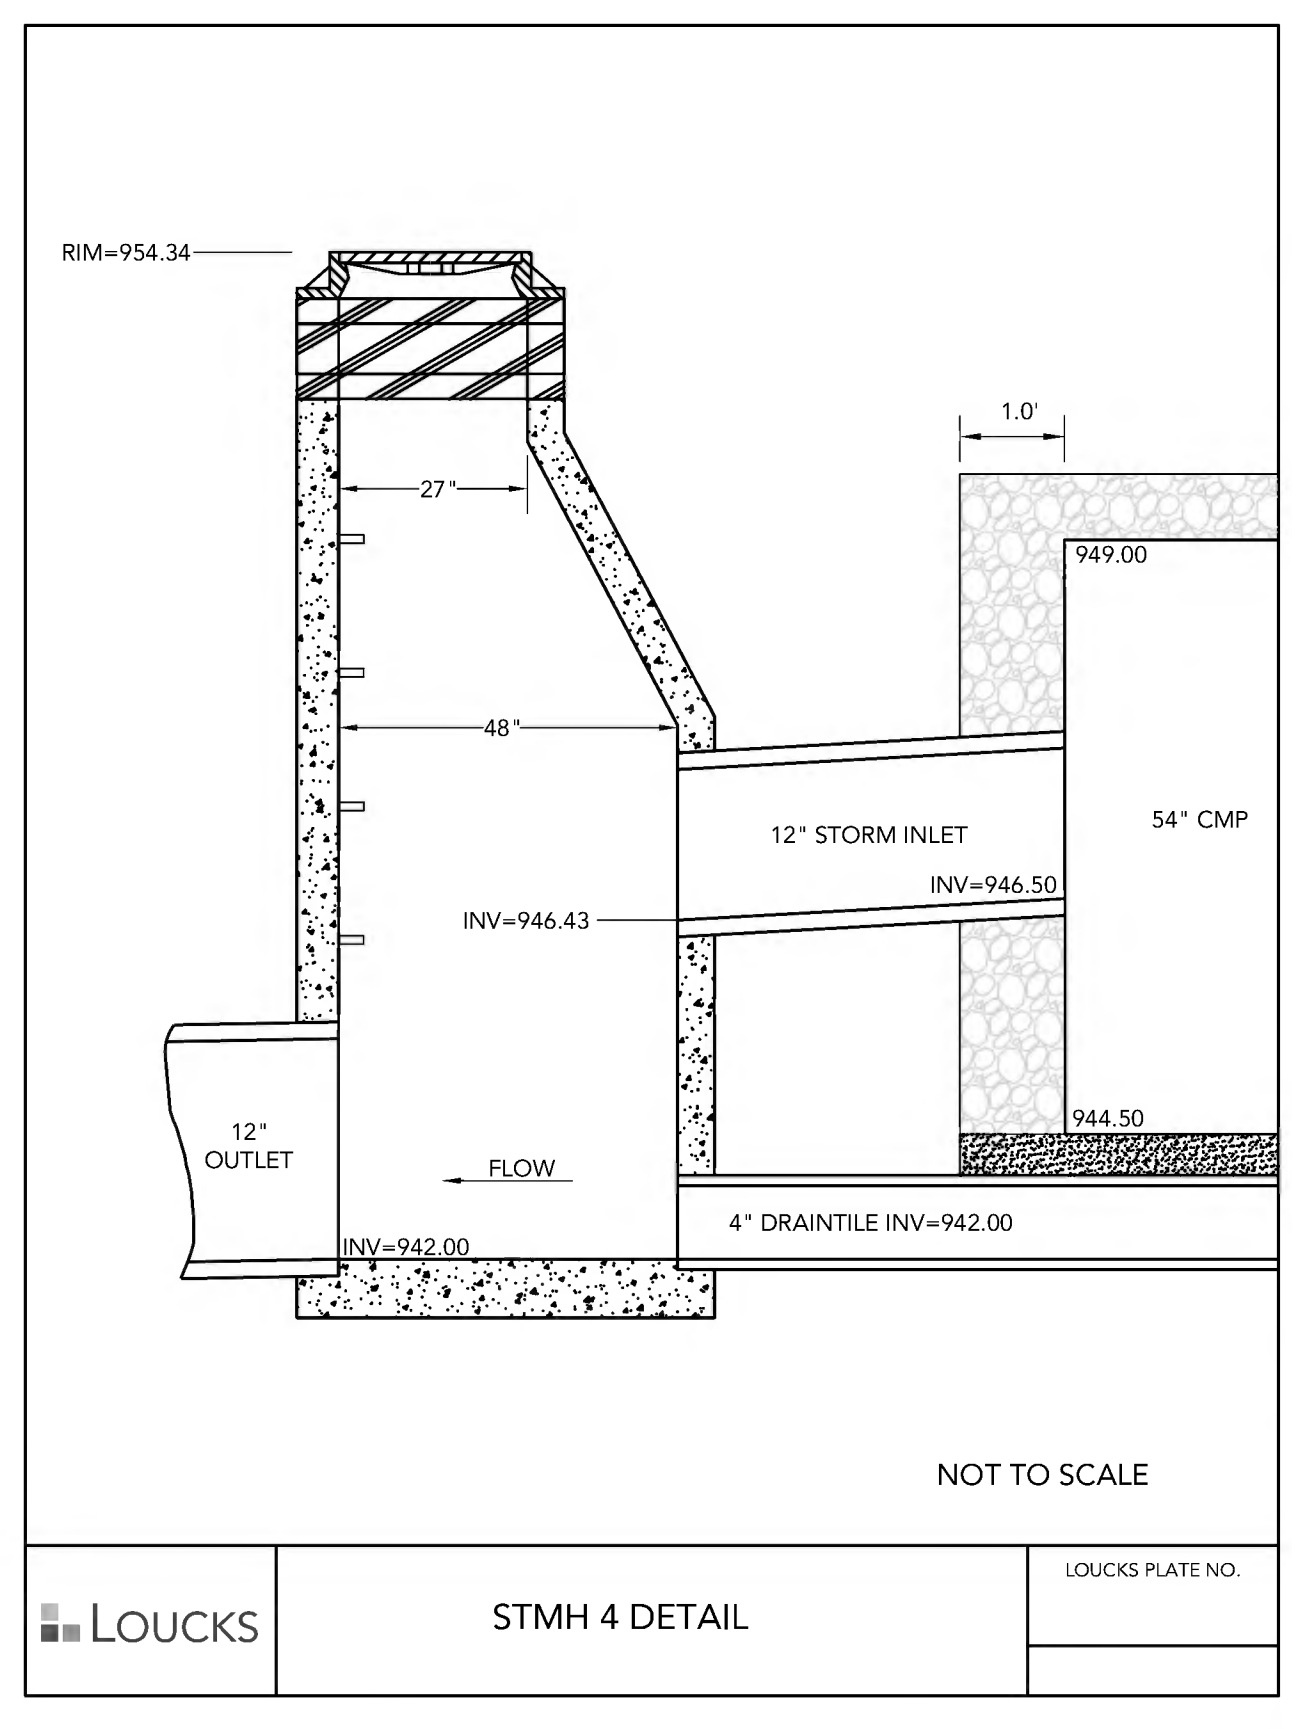 RIM=954.34
1.0'
27"
949.00
48"
54" CMP
12" STORM INLET
INV=946.50
INV=946.43
944.50
12"
OUTLET
FLOW
4" DRAINTILE INV=942.00
INV=942.00
NOT TO SCALE
LOUCKS PLATE NO.
LOUCKS
STMH 4 DETAIL